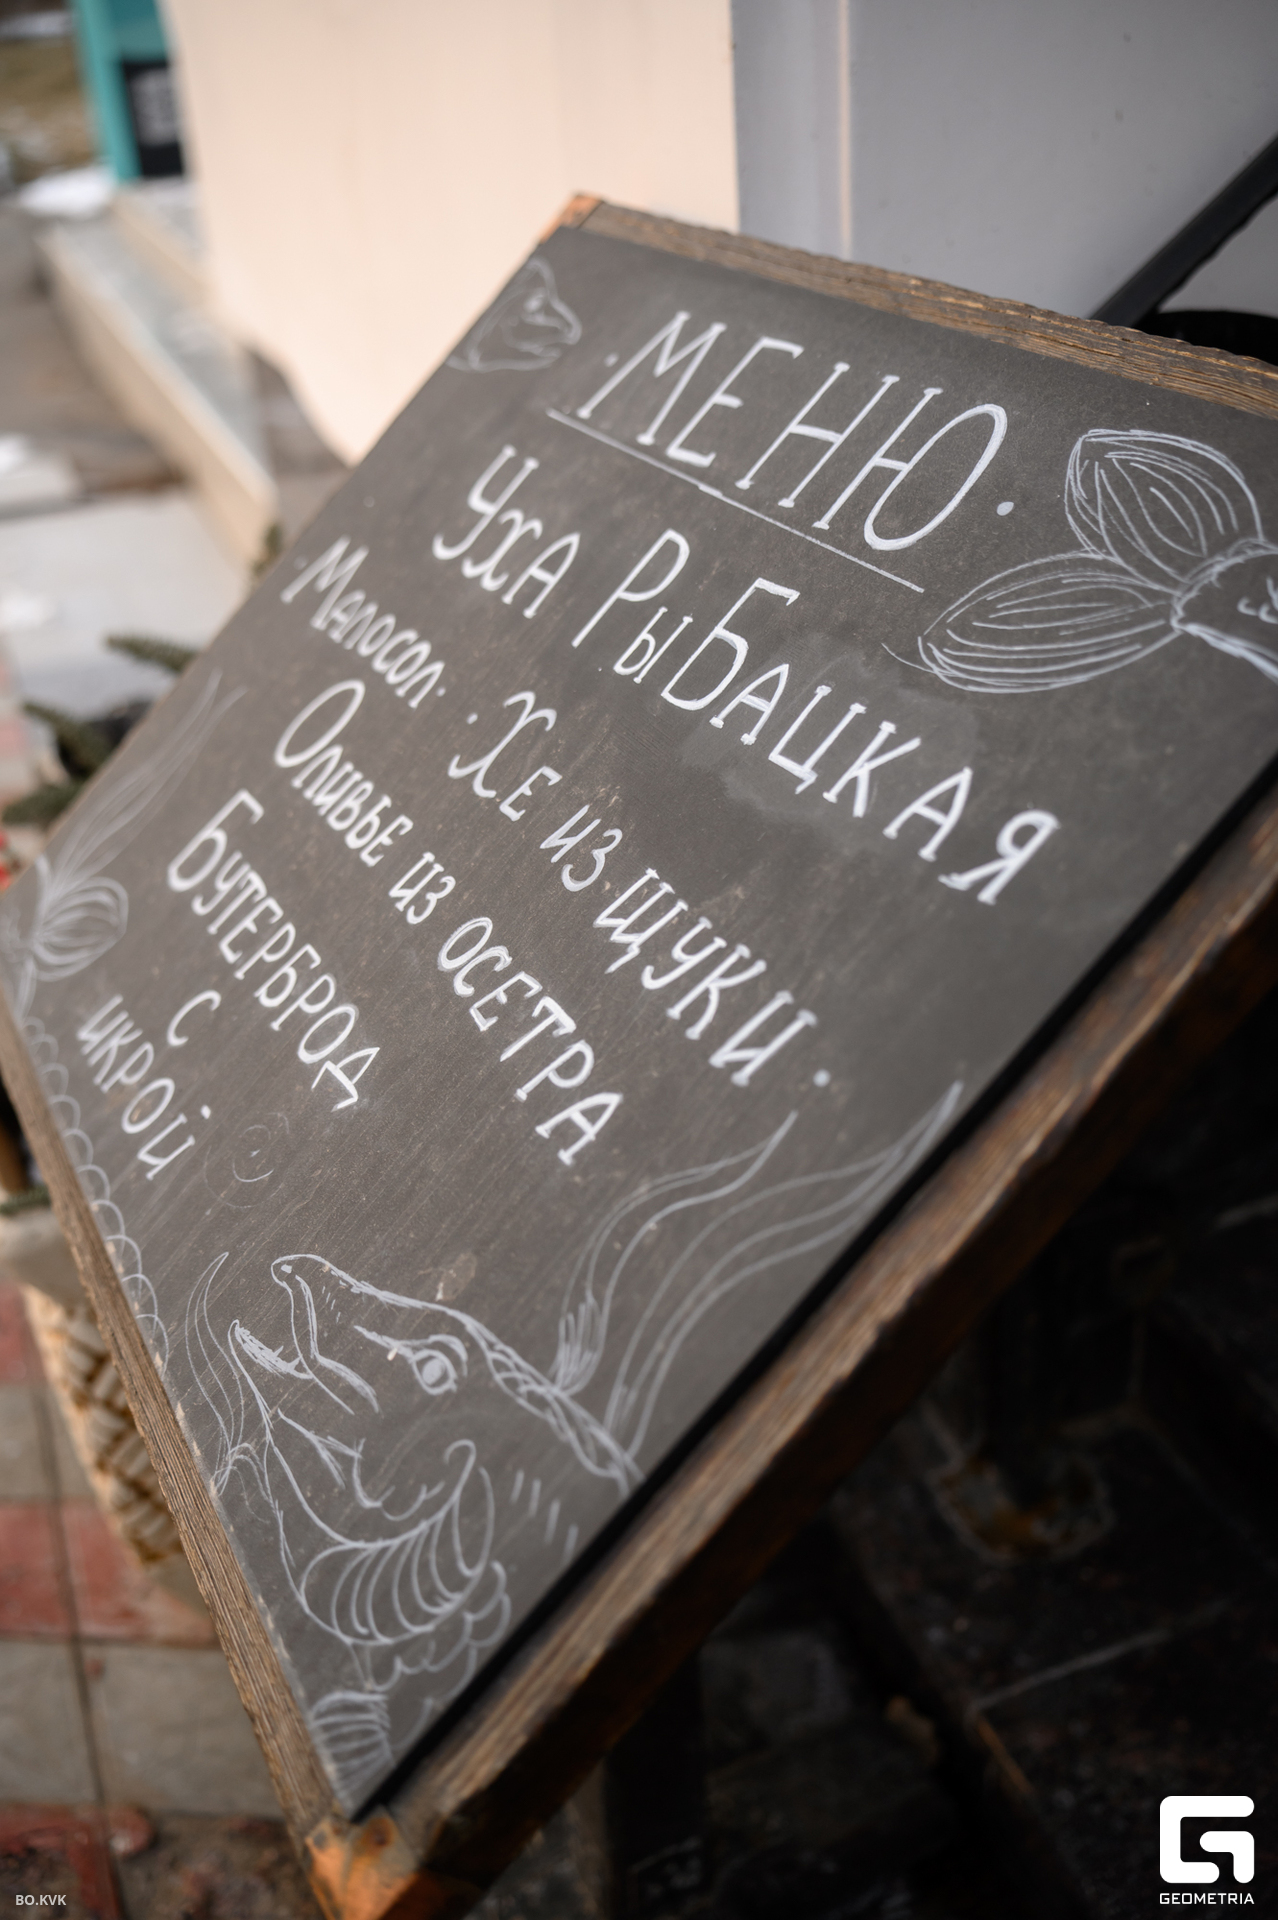 · МЕНЮ ·
Уха Рыбацкая
· Малосол ·
· Хе из щуки ·
Оливье из осетра
Бутерброд
с
икрой
GEOMETRIA
BO.KVK